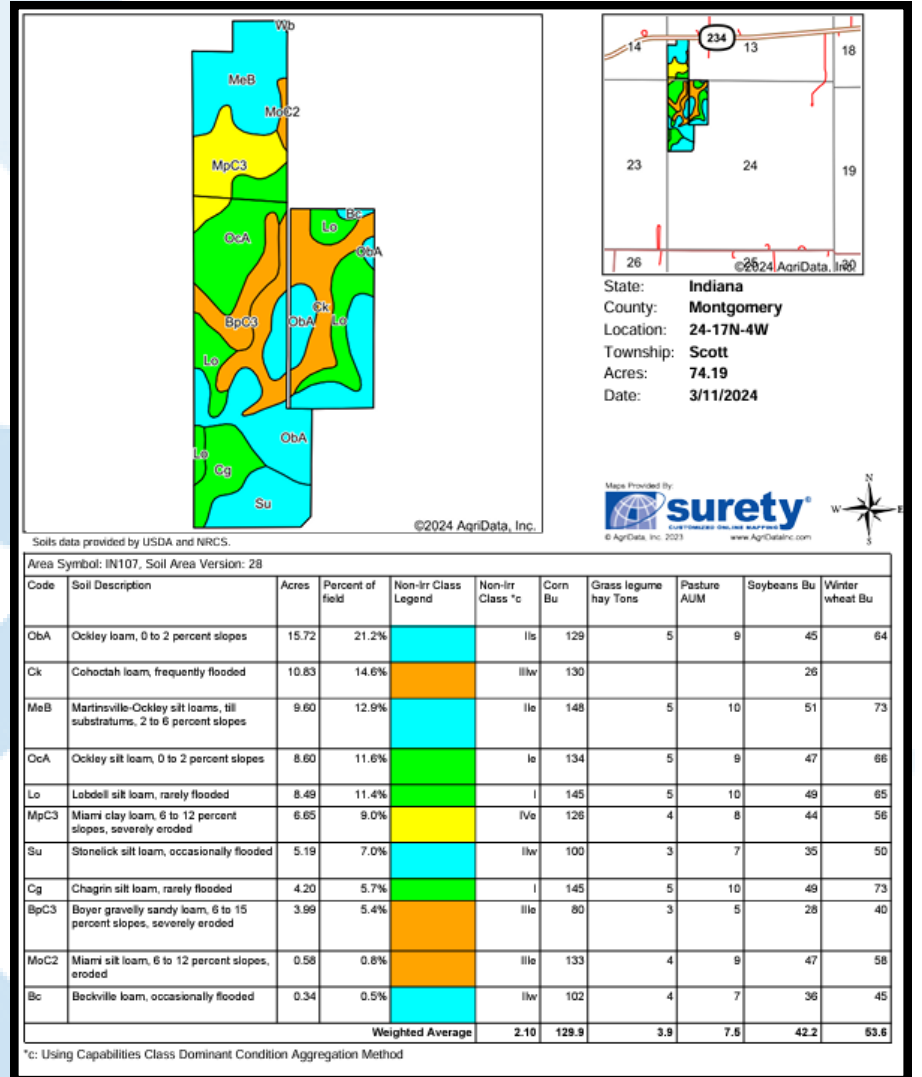 Wb
MeB
MoC2
MpC3
Bc
Lo
OcA
ObA
Ck
BpC3
ObA
Lo
Lo
ObA
Lo
Cg
Su
©2024 AgriData, Inc.
Soils data provided by USDA and NRCS.
234
14
13
18
23
24
19
26
25
30
©2024 AgriData, Inc.
State: Indiana
County: Montgomery
Location: 24-17N-4W
Township: Scott
Acres: 74.19
Date: 3/11/2024
Maps Provided By:
surety®
CUSTOMIZED ONLINE MAPPING
© AgriData, Inc. 2023 www.AgriDataInc.com
N
W E
S
Area Symbol: IN107, Soil Area Version: 28
Code Soil Description Acres Percent of field Non-Irr Class Legend Non-Irr Class *c Corn Bu Grass legume hay Tons Pasture AUM Soybeans Bu Winter wheat Bu
ObA Ockley loam, 0 to 2 percent slopes 15.72 21.2% IIs 129 5 9 45 64
Ck Cohoctah loam, frequently flooded 10.83 14.6% IIIw 130 26
MeB Martinsville-Ockley silt loams, till substratums, 2 to 6 percent slopes 9.60 12.9% IIe 148 5 10 51 73
OcA Ockley silt loam, 0 to 2 percent slopes 8.60 11.6% Ie 134 5 9 47 66
Lo Lobdell silt loam, rarely flooded 8.49 11.4% I 145 5 10 49 65
MpC3 Miami clay loam, 6 to 12 percent slopes, severely eroded 6.65 9.0% IVe 126 4 8 44 56
Su Stonelick silt loam, occasionally flooded 5.19 7.0% IIw 100 3 7 35 50
Cg Chagrin silt loam, rarely flooded 4.20 5.7% I 145 5 10 49 73
BpC3 Boyer gravelly sandy loam, 6 to 15 percent slopes, severely eroded 3.99 5.4% IIIe 80 3 5 28 40
MoC2 Miami silt loam, 6 to 12 percent slopes, eroded 0.58 0.8% IIIe 133 4 9 47 58
Bc Beckville loam, occasionally flooded 0.34 0.5% IIw 102 4 7 36 45
Weighted Average 2.10 129.9 3.9 7.5 42.2 53.6
*c: Using Capabilities Class Dominant Condition Aggregation Method